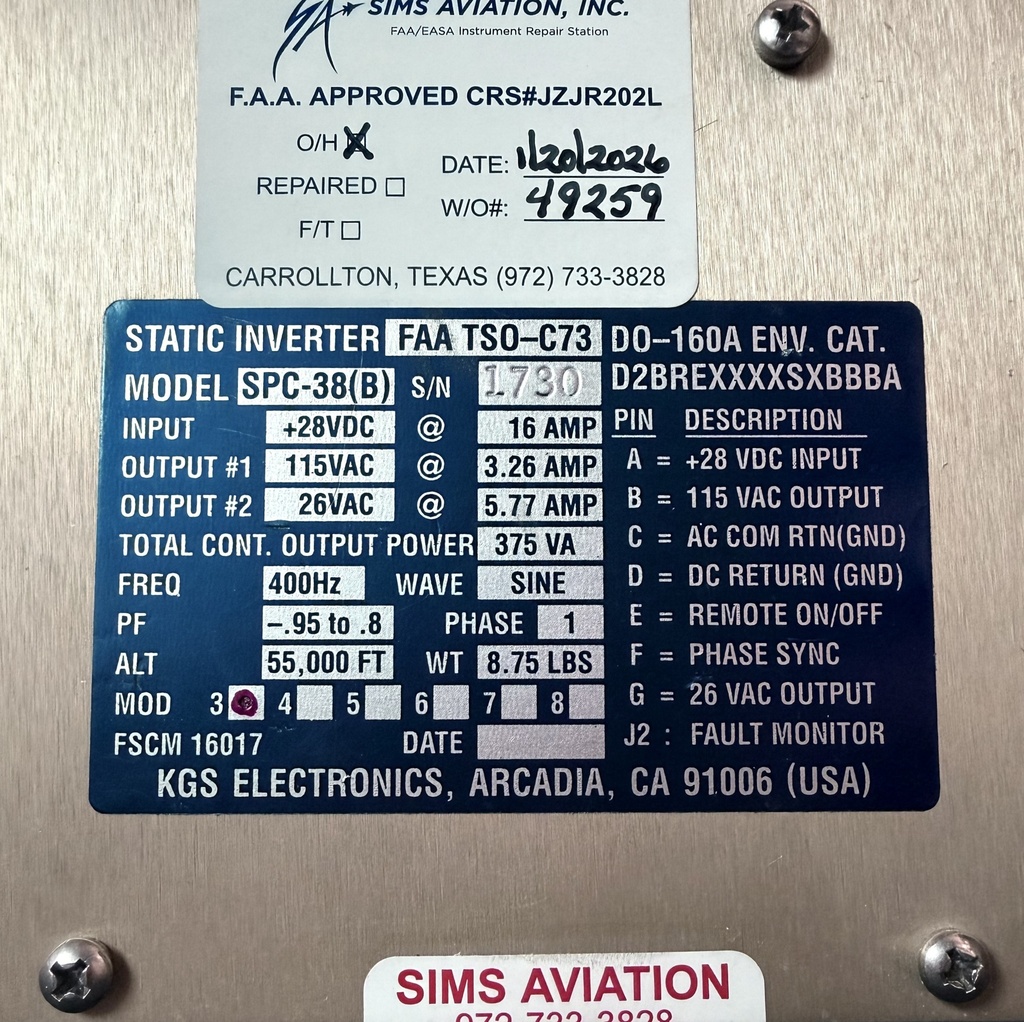 SIMS AVIATION, INC.
FAA/EASA Instrument Repair Station
F.A.A. APPROVED CRS#JZJR202L
O/H
DATE: 1/20/2026
REPAIRED
W/O#: 49259
F/T
CARROLLTON, TEXAS (972) 733-3828
STATIC INVERTER FAA TSO–C73 DO–160A ENV. CAT.
MODEL SPC-38(B) S/N 1730 D2BREXXXXSXBBBA
INPUT +28VDC @ 16 AMP PIN DESCRIPTION
OUTPUT #1 115VAC @ 3.26 AMP A = +28 VDC INPUT
OUTPUT #2 26VAC @ 5.77 AMP B = 115 VAC OUTPUT
TOTAL CONT. OUTPUT POWER 375 VA C = AC COM RTN(GND)
FREQ 400Hz WAVE SINE D = DC RETURN (GND)
PF –.95 to .8 PHASE 1 E = REMOTE ON/OFF
ALT 55,000 FT WT 8.75 LBS F = PHASE SYNC
MOD 3 4 5 6 7 8 G = 26 VAC OUTPUT
FSCM 16017 DATE J2 : FAULT MONITOR
KGS ELECTRONICS, ARCADIA, CA 91006 (USA)
SIMS AVIATION
972-733-3828